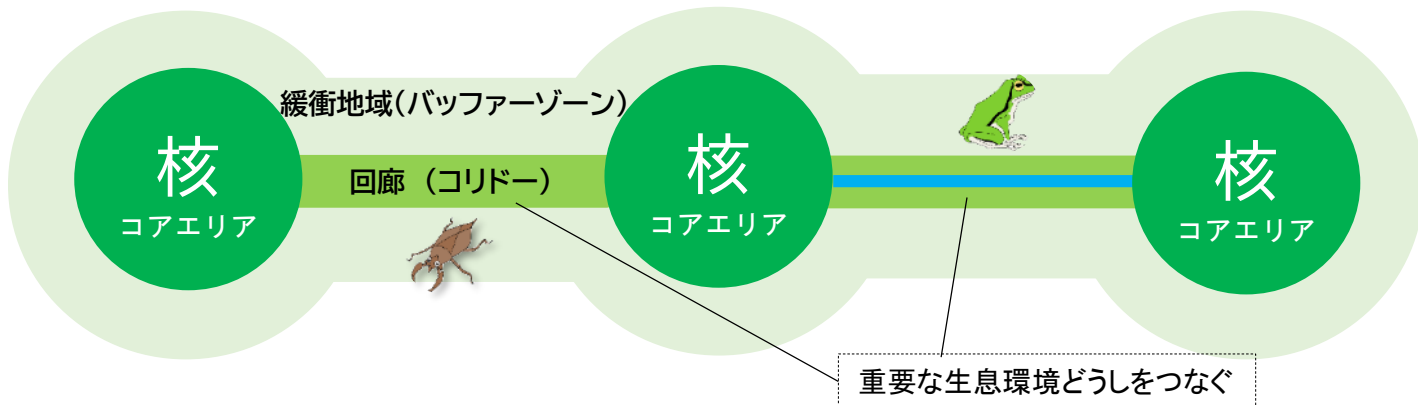 緩衝地域(バッファーゾーン)
核
コアエリア
回廊 (コリドー)
核
コアエリア
核
コアエリア
重要な生息環境どうしをつなぐ